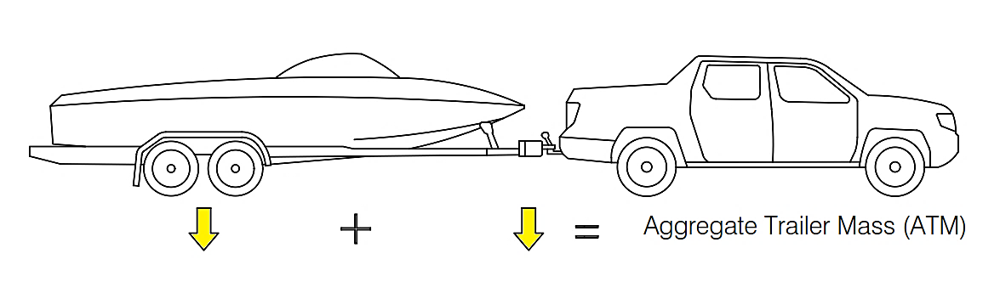 + = Aggregate Trailer Mass (ATM)